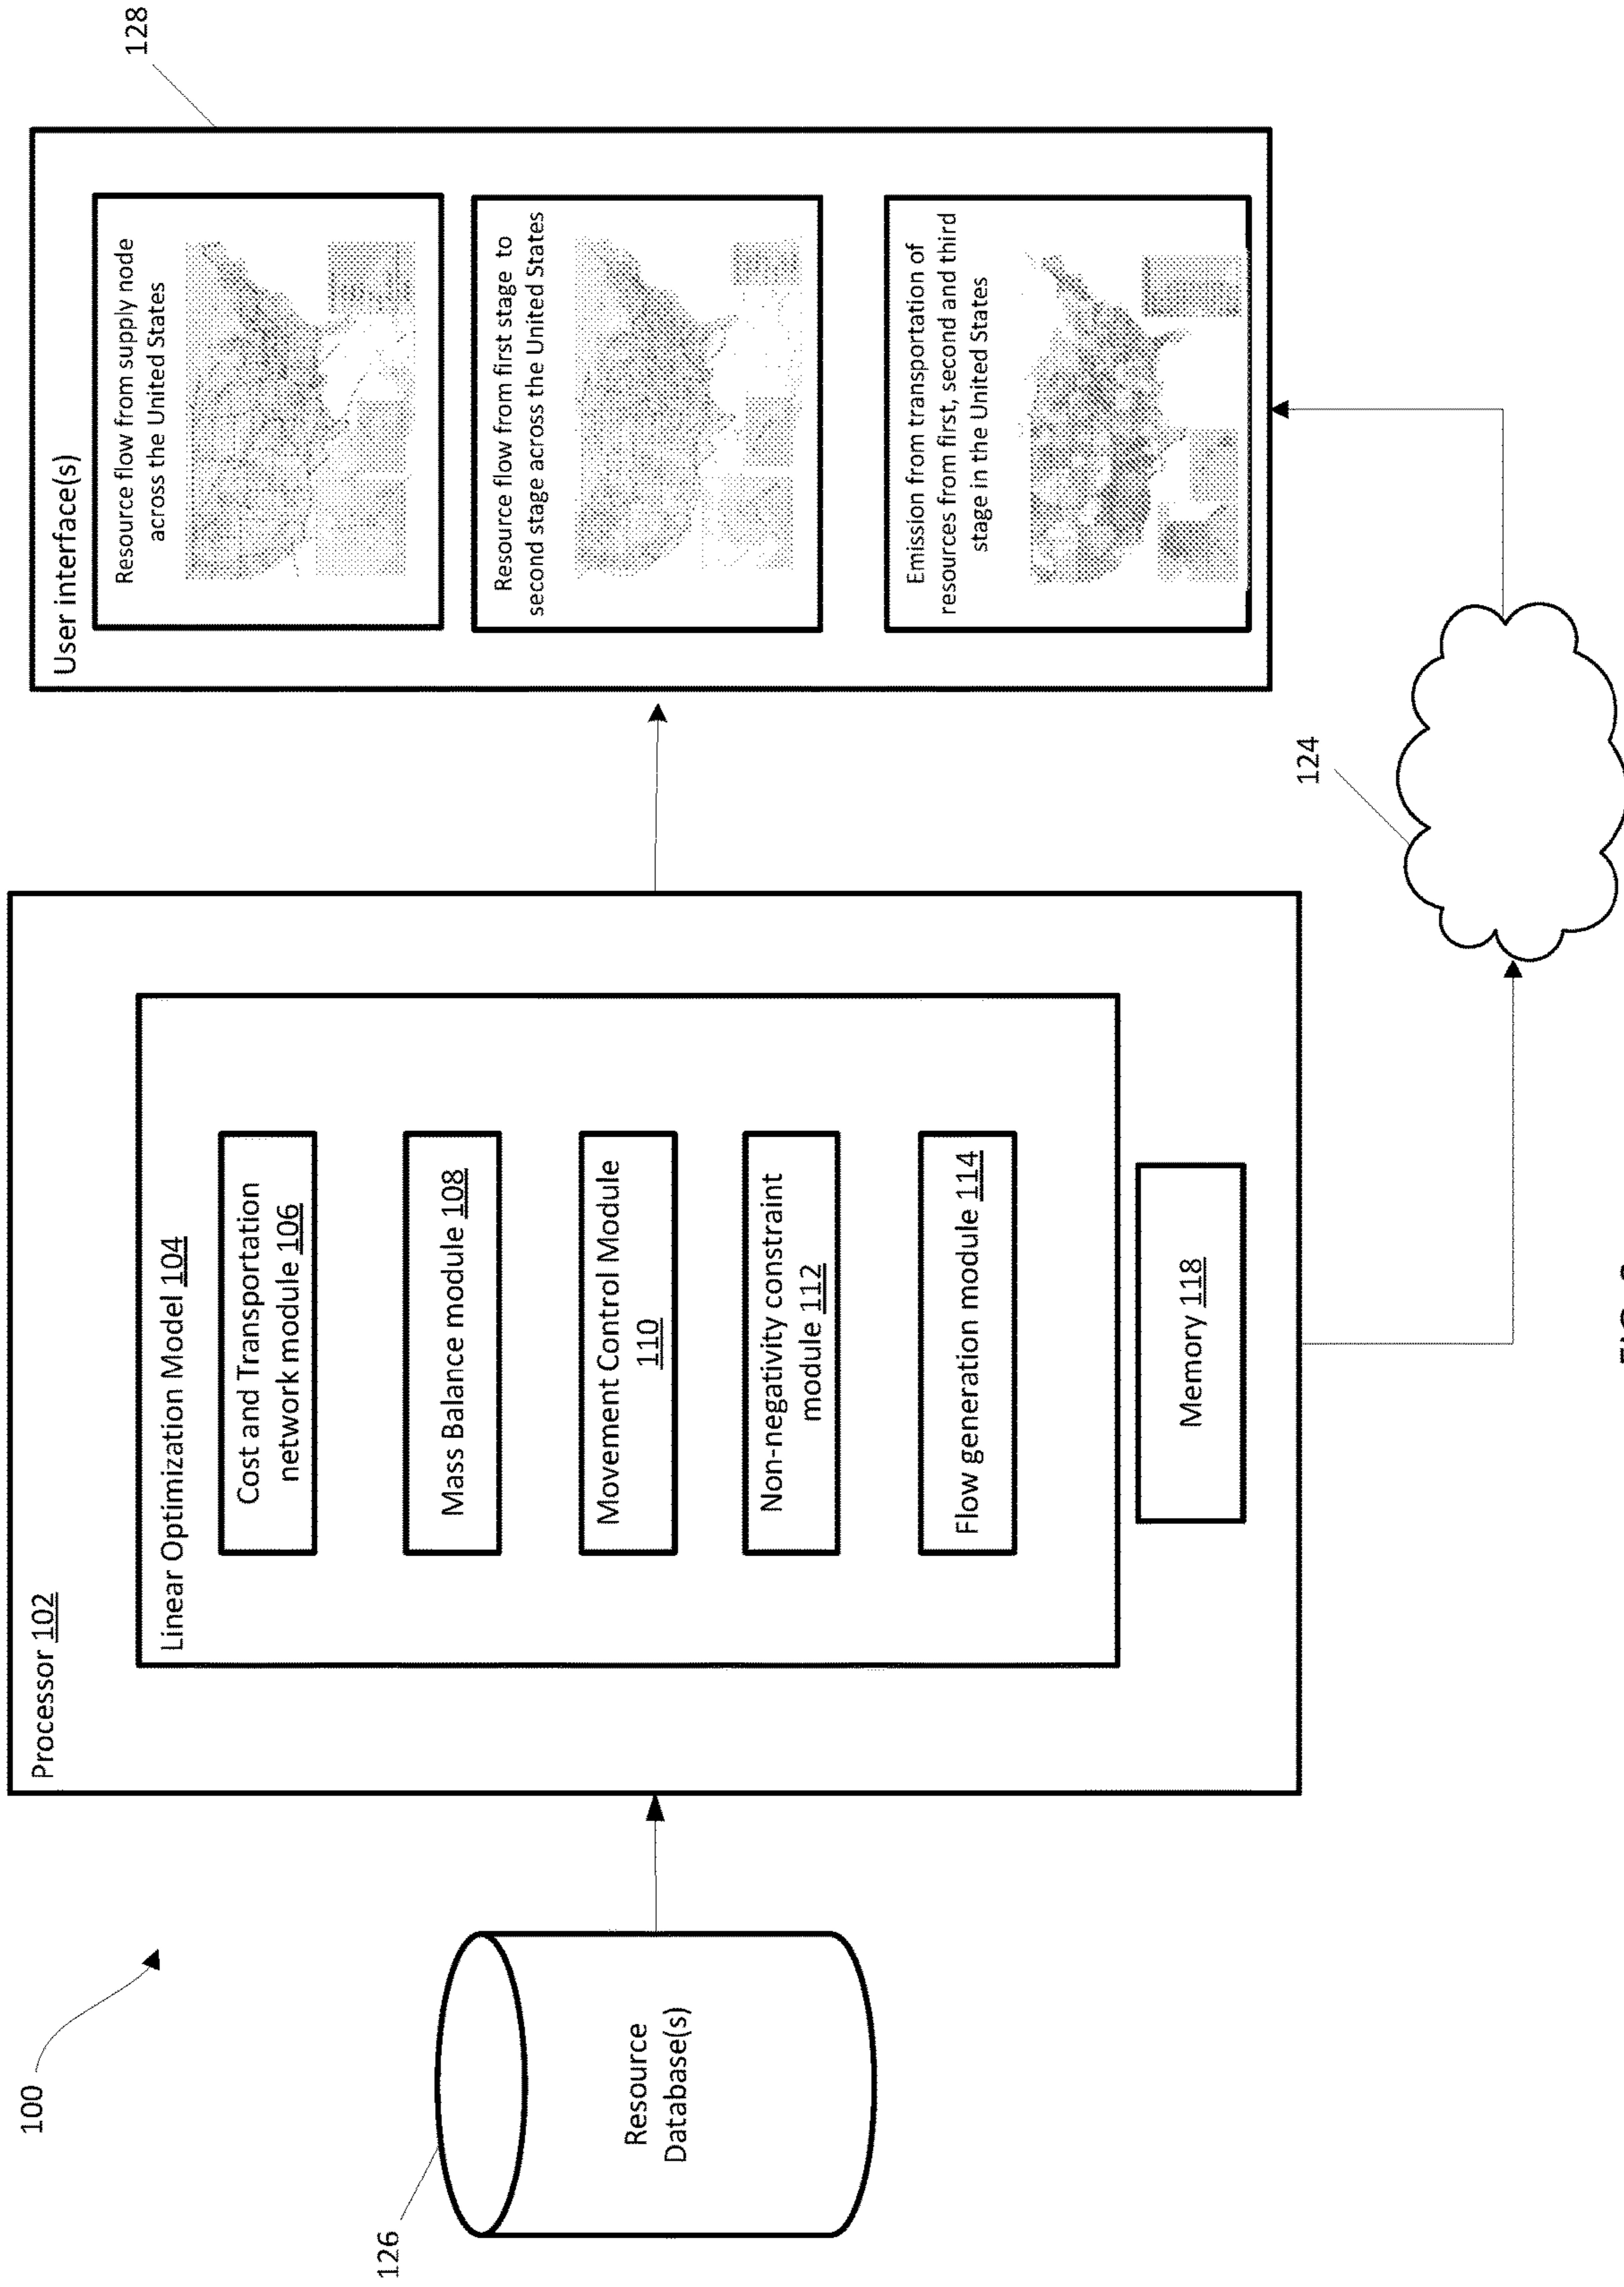 100
126
Resource
Database(s)
Processor 102
Linear Optimization Model 104
Cost and Transportation
network module 106
Mass Balance module 108
Movement Control Module
110
Non-negativity constraint
module 112
Flow generation module 114
Memory 118
124
128
User interface(s)
Resource flow from supply node
across the United States
Resource flow from first stage to
second stage across the United States
Emission from transportation of
resources from first, second and third
stage in the United States